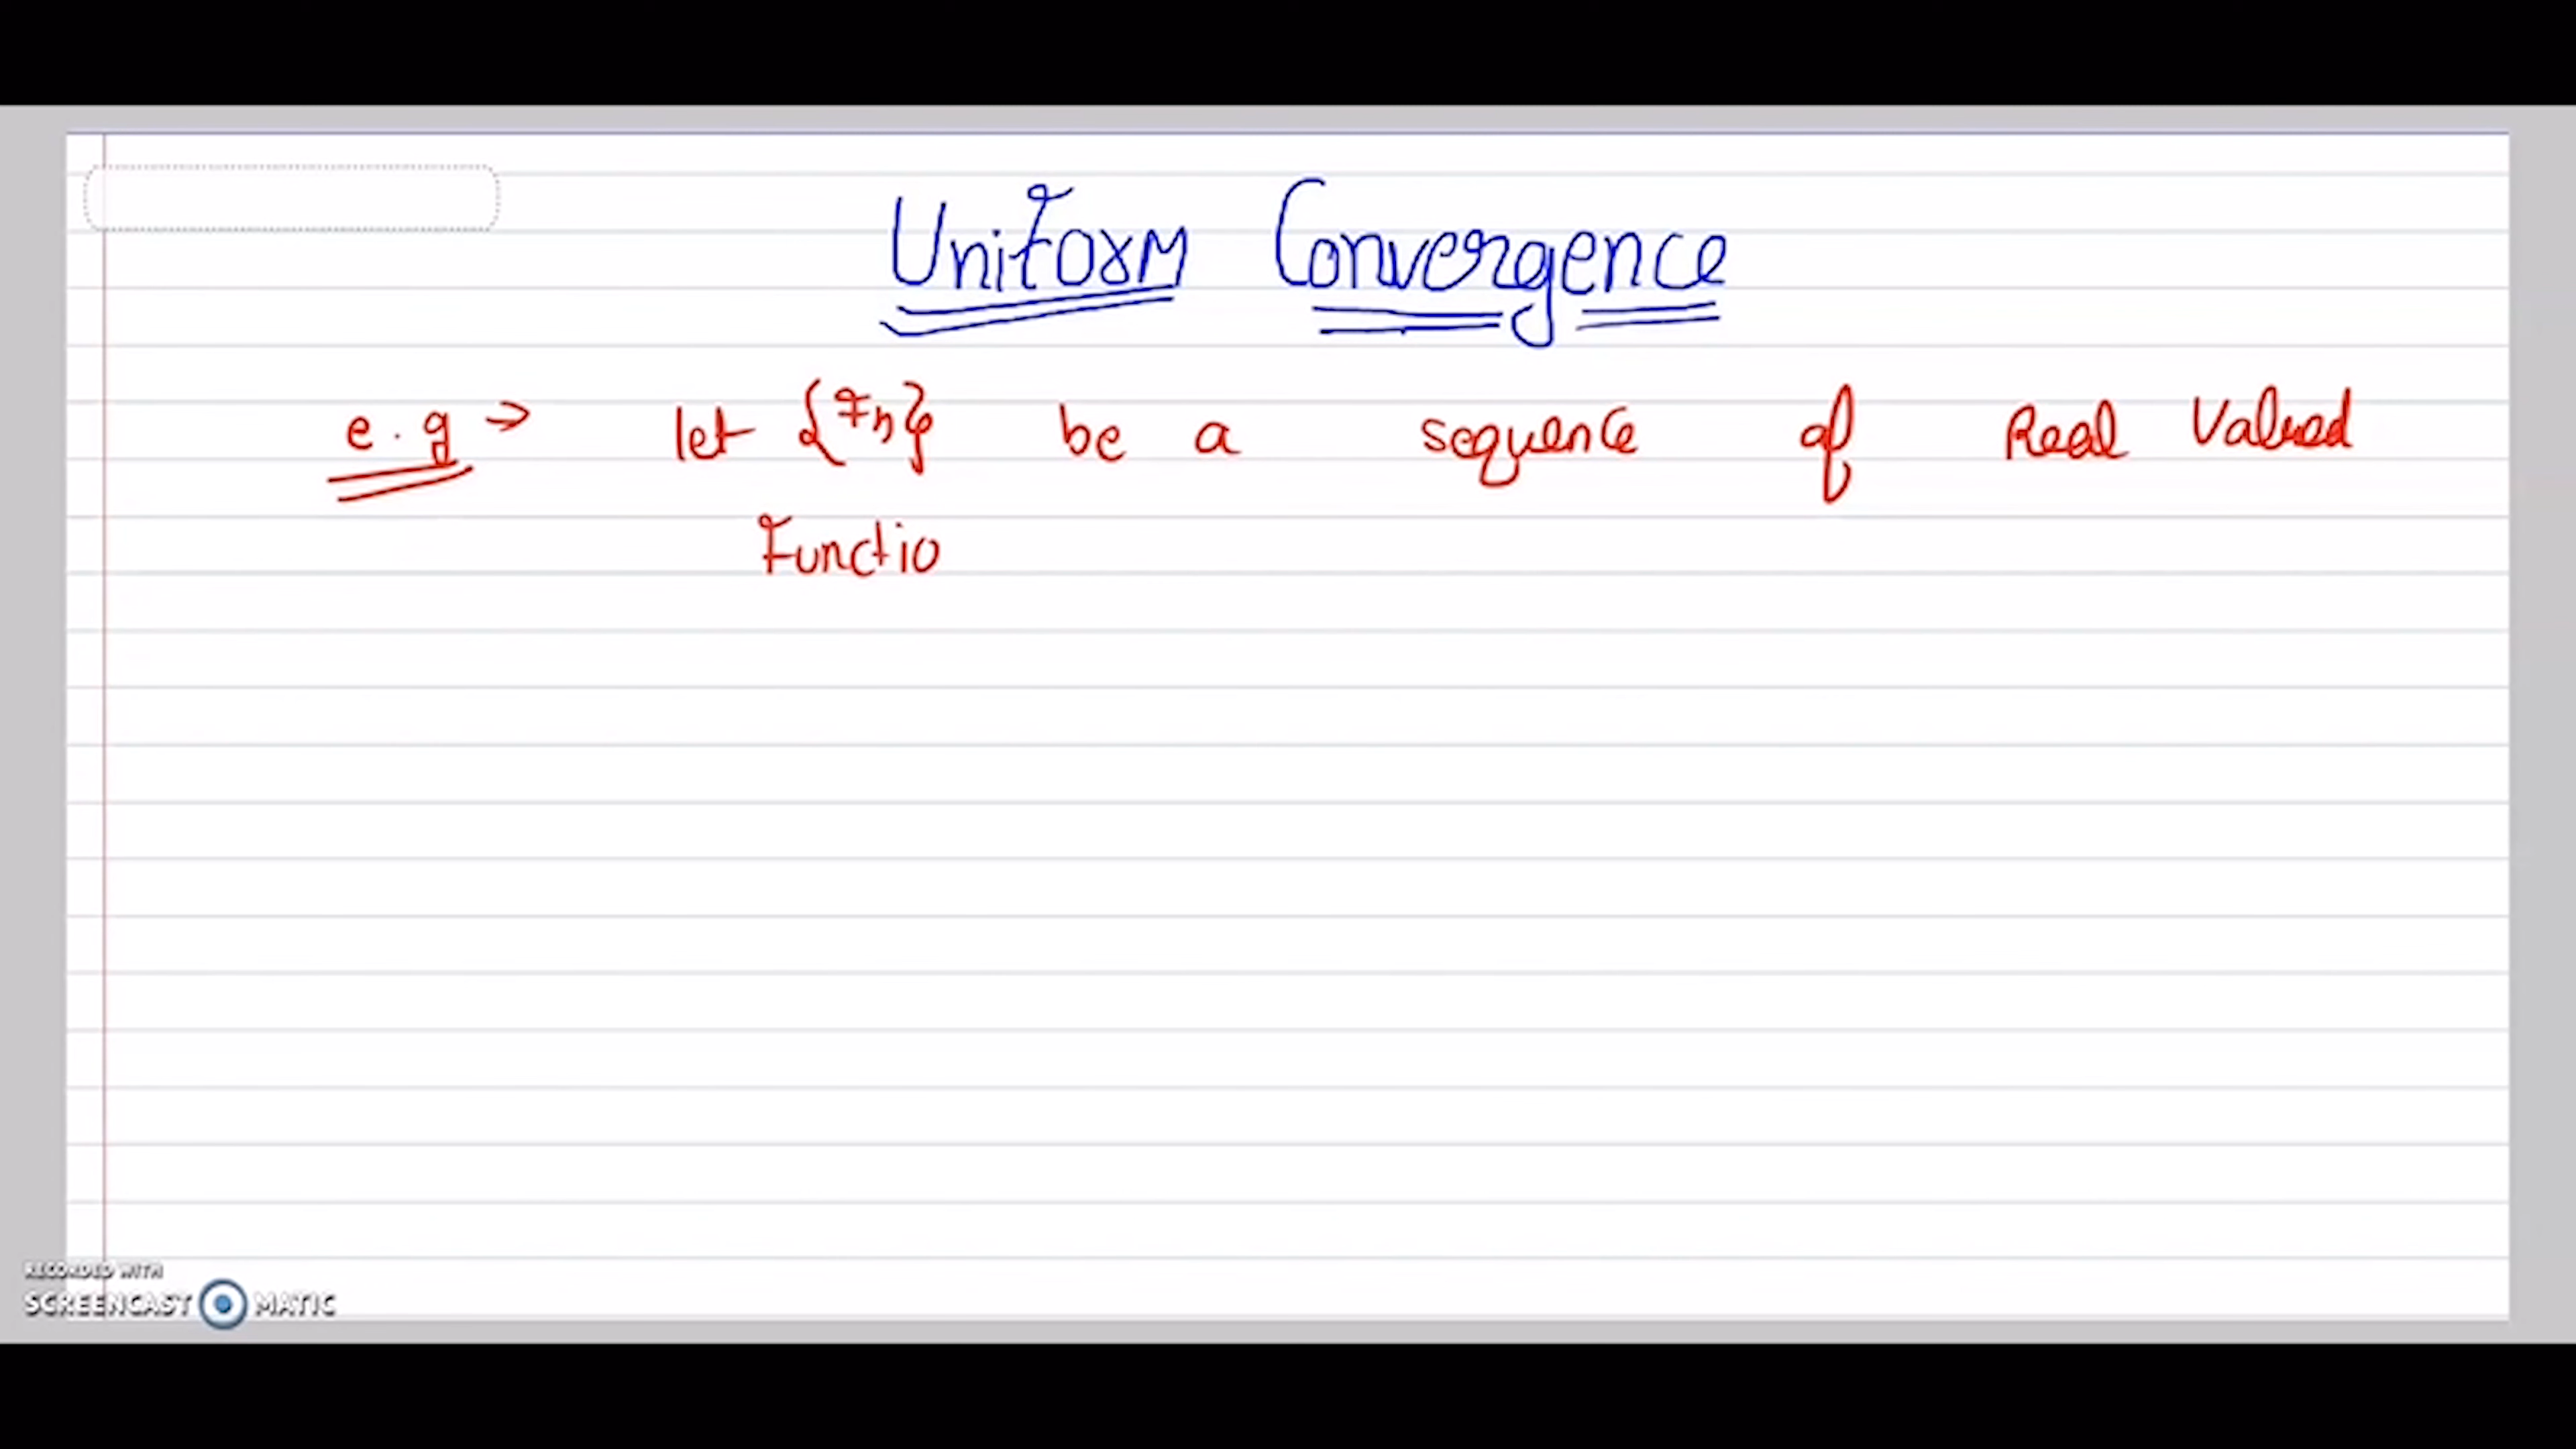 Uniform Convergence
e.g → let {fn} be a sequence of Real Valued
Functio
RECORDED WITH
SCREENCAST MATIC